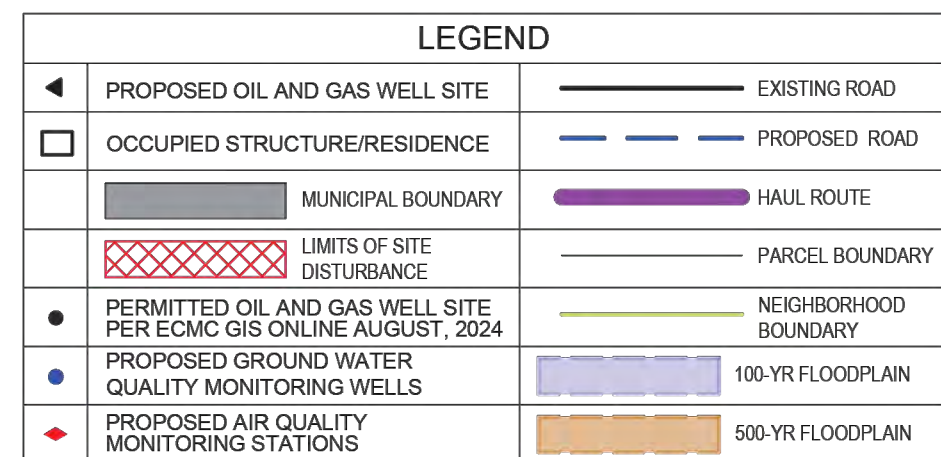 LEGEND
PROPOSED OIL AND GAS WELL SITE
EXISTING ROAD
OCCUPIED STRUCTURE/RESIDENCE
PROPOSED ROAD
MUNICIPAL BOUNDARY
HAUL ROUTE
LIMITS OF SITE
DISTURBANCE
PARCEL BOUNDARY
PERMITTED OIL AND GAS WELL SITE
PER ECMC GIS ONLINE AUGUST, 2024
NEIGHBORHOOD
BOUNDARY
PROPOSED GROUND WATER
QUALITY MONITORING WELLS
100-YR FLOODPLAIN
PROPOSED AIR QUALITY
MONITORING STATIONS
500-YR FLOODPLAIN